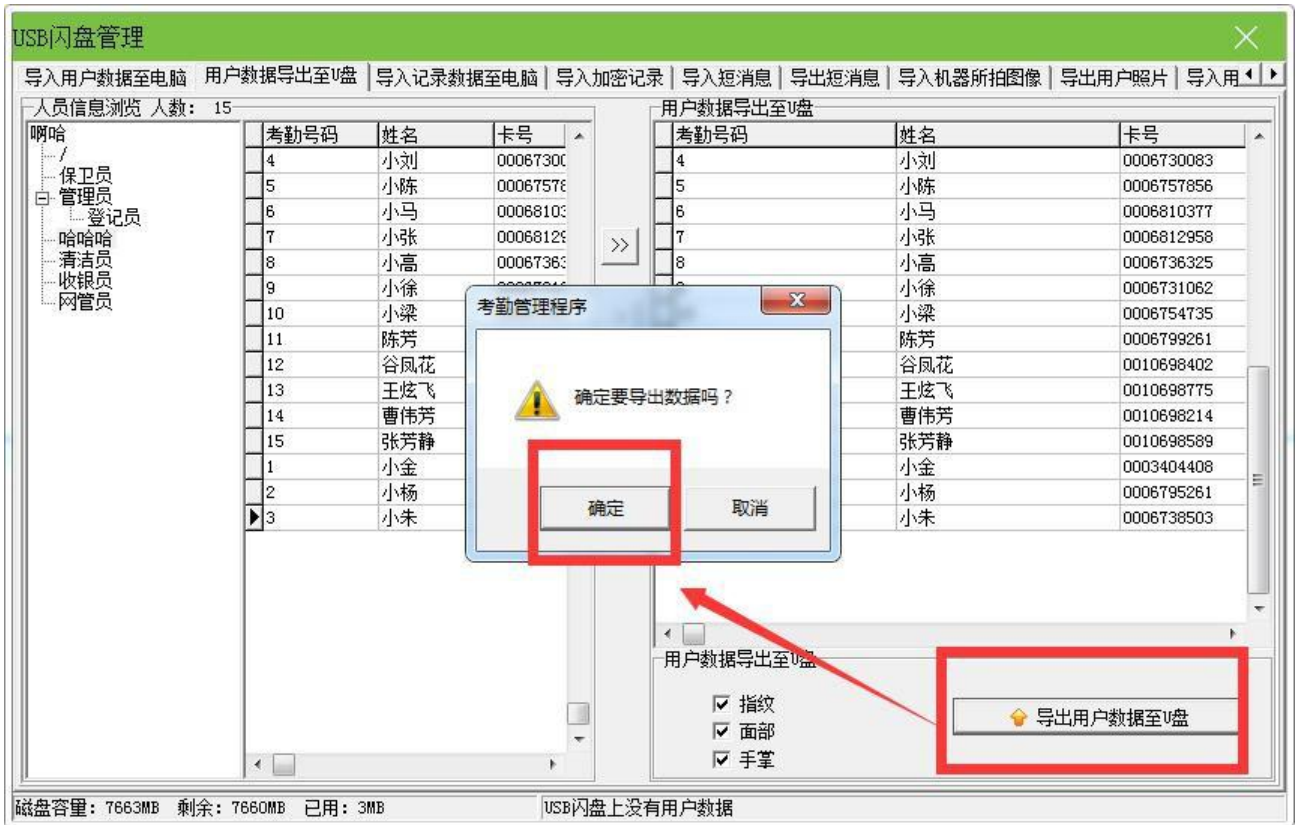 USB闪盘管理
导入用户数据至电脑 用户数据导出至U盘 导入记录数据至电脑 导入加密记录 导入短消息 导出短消息 导入机器所拍图像 导出用户照片 导入用
人员信息浏览 人数: 15
啊哈
/
保卫员
管理员
登记员
哈哈哈
清洁员
收银员
网管员
考勤号码 姓名 卡号
4 小刘 00067300
5 小陈 00067578
6 小马 00068103
7 小张 00068129
8 小高 00067363
9 小徐
10 小梁
11 陈芳
12 谷凤花
13 王炫飞
14 曹伟芳
15 张芳静
1 小金
2 小杨
3 小朱
>>
用户数据导出至U盘
考勤号码 姓名 卡号
4 小刘 0006730083
5 小陈 0006757856
6 小马 0006810377
7 小张 0006812958
8 小高 0006736325
小徐 0006731062
小梁 0006754735
陈芳 0006799261
谷凤花 0010698402
王炫飞 0010698775
曹伟芳 0010698214
张芳静 0010698589
小金 0003404408
小杨 0006795261
小朱 0006738503
考勤管理程序
确定要导出数据吗？
确定 取消
用户数据导出至U盘
指纹
面部
手掌
导出用户数据至U盘
磁盘容量: 7663MB 剩余: 7660MB 已用: 3MB
USB闪盘上没有用户数据